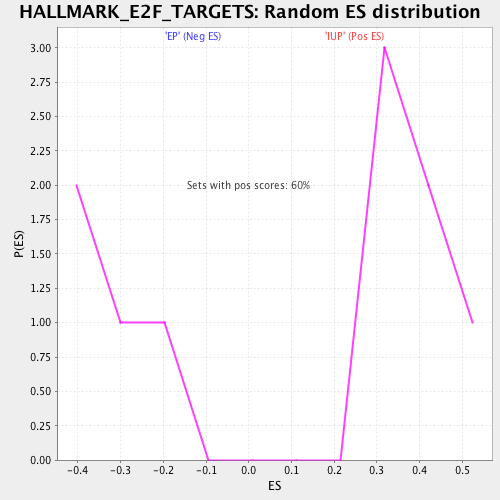 HALLMARK_E2F_TARGETS: Random ES distribution
'EP' (Neg ES) 'IUP' (Pos ES)
3.00
2.75
2.50
2.25
2.00
1.75
1.50
1.25
1.00
0.75
0.50
0.25
0.00
P(ES)
Sets with pos scores: 60%
-0.4 -0.3 -0.2 -0.1 0.0 0.1 0.2 0.3 0.4 0.5
ES